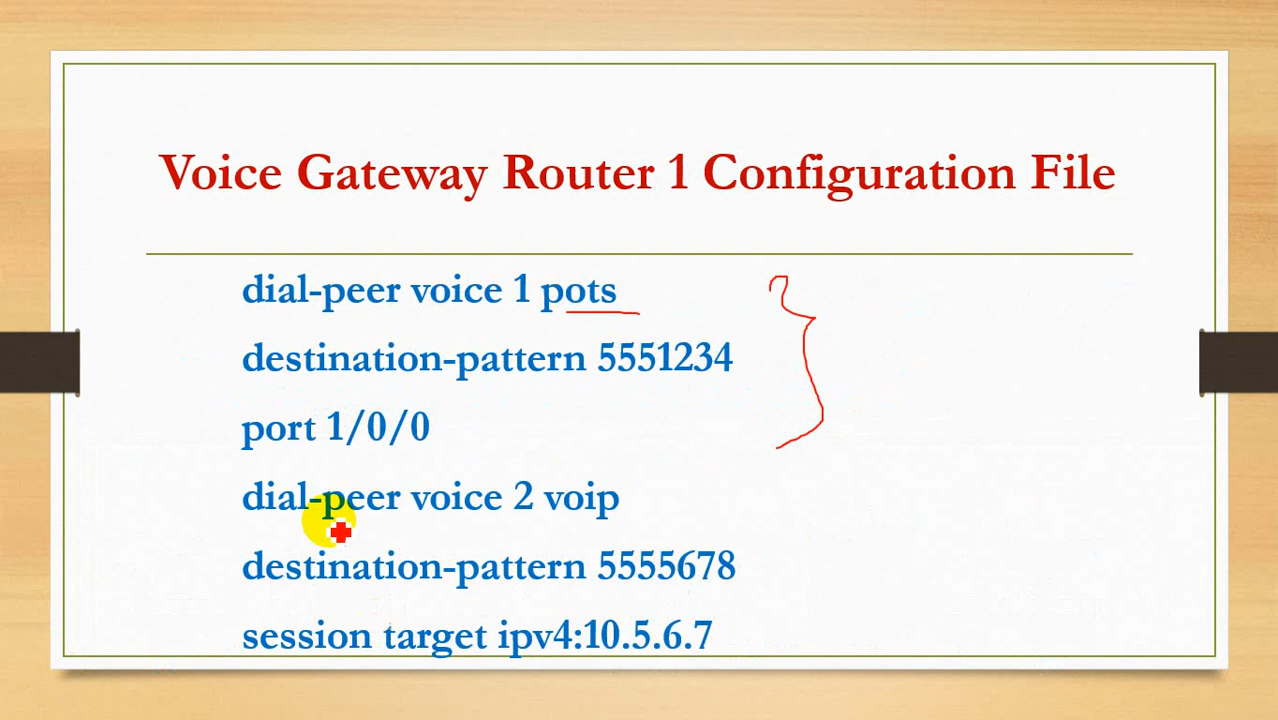 Voice Gateway Router 1 Configuration File
dial-peer voice 1 pots
destination-pattern 5551234
port 1/0/0
dial-peer voice 2 voip
destination-pattern 5555678
session target ipv4:10.5.6.7